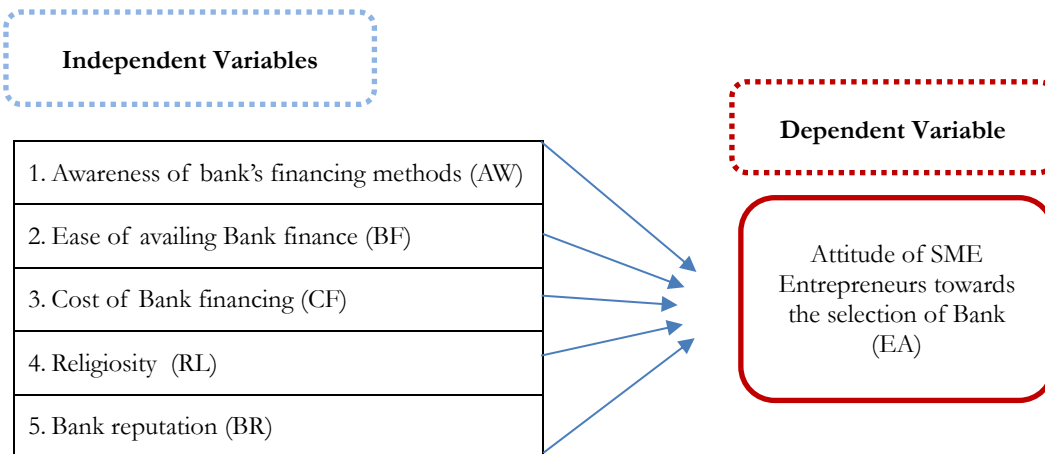 Independent Variables
1. Awareness of bank's financing methods (AW)
2. Ease of availing Bank finance (BF)
3. Cost of Bank financing (CF)
4. Religiosity (RL)
5. Bank reputation (BR)
Dependent Variable
Attitude of SME
Entrepreneurs towards
the selection of Bank
(EA)